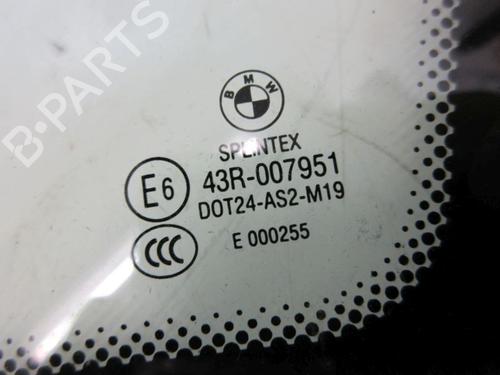 B-PARTS
BMW
SPLINTEX
E6 43R-007951
DOT24-AS2-M19
CCC E 000255